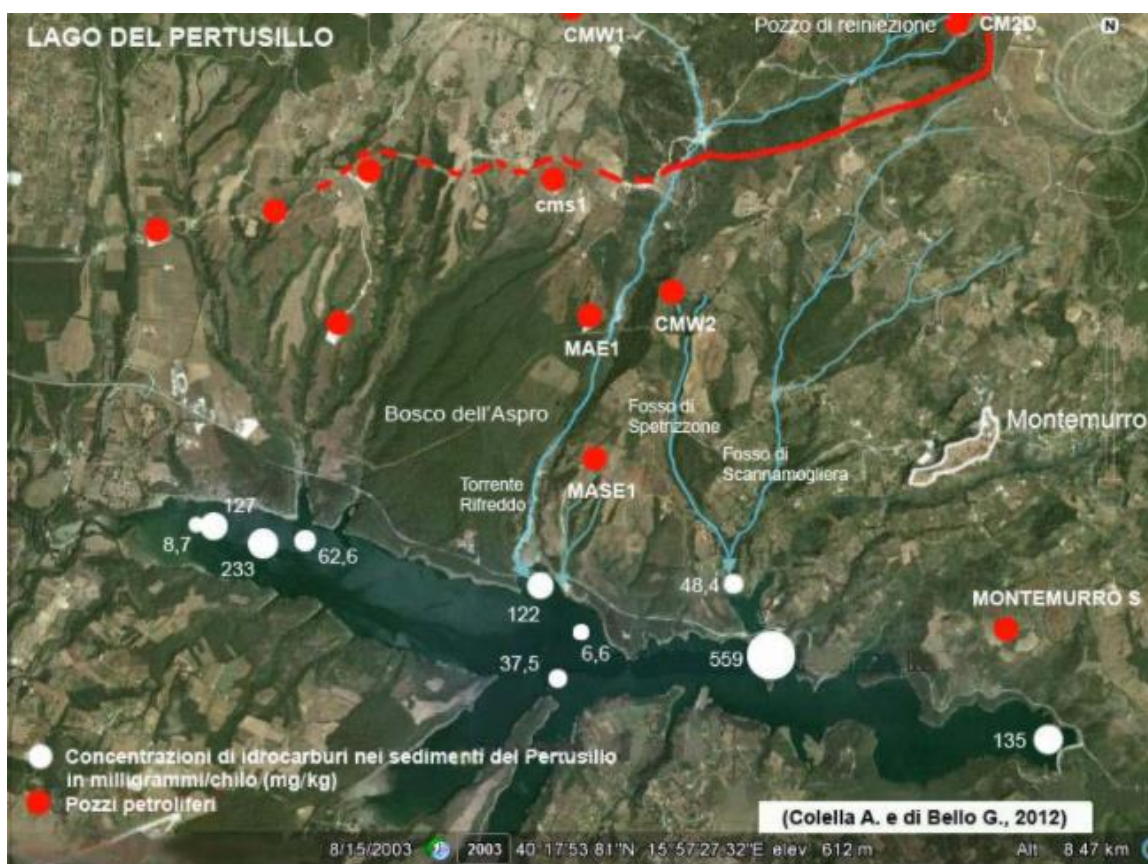 LAGO DEL PERTUSILLO
CMW1
Pozzo di reiniezione
CM2D
N
cms1
MAE1
CMW2
Bosco dell'Aspro
Fosso di
Spetrizzone
Montemurro
Fosso di
Scannamogliera
Torrente
Rifreddo
MASE1
127
8,7
233
62,6
122
48,4
MONTEMURRO S
6,6
559
37,5
135
Concentrazioni di idrocarburi nei sedimenti del Pertusillo
in milligrammi/chilo (mg/kg)
Pozzi petroliferi
(Colella A. e di Bello G., 2012)
8/15/2003 2003 40°17'53.81"N 15°57'27.32"E elev 612 m Alt 8.47 km